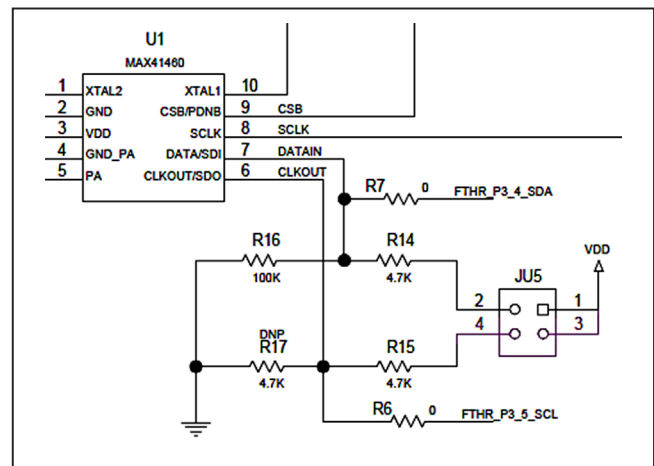 U1
MAX41460
1 XTAL2 XTAL1 10
2 GND CSB/PDNB 9 CSB
3 VDD SCLK 8 SCLK
4 GND_PA DATA/SDI 7 DATAIN
5 PA CLKOUT/SDO 6 CLKOUT
R7 0 FTHR_P3_4_SDA
R16 R14
100K 4.7K
VDD
JU5
2 1
4 3
DNP
R17 R15
4.7K 4.7K
R6 0 FTHR_P3_5_SCL